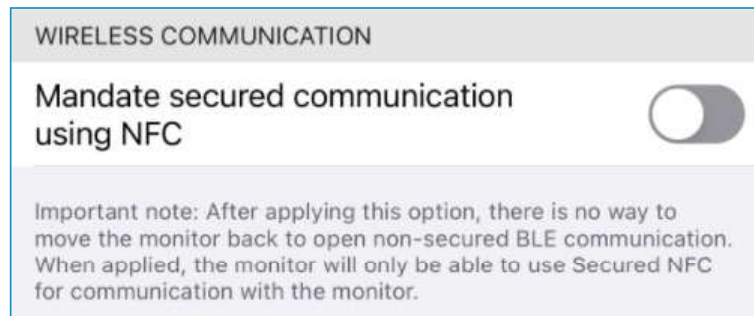 WIRELESS COMMUNICATION
Mandate secured communication
using NFC
Important note: After applying this option, there is no way to
move the monitor back to open non-secured BLE communication.
When applied, the monitor will only be able to use Secured NFC
for communication with the monitor.